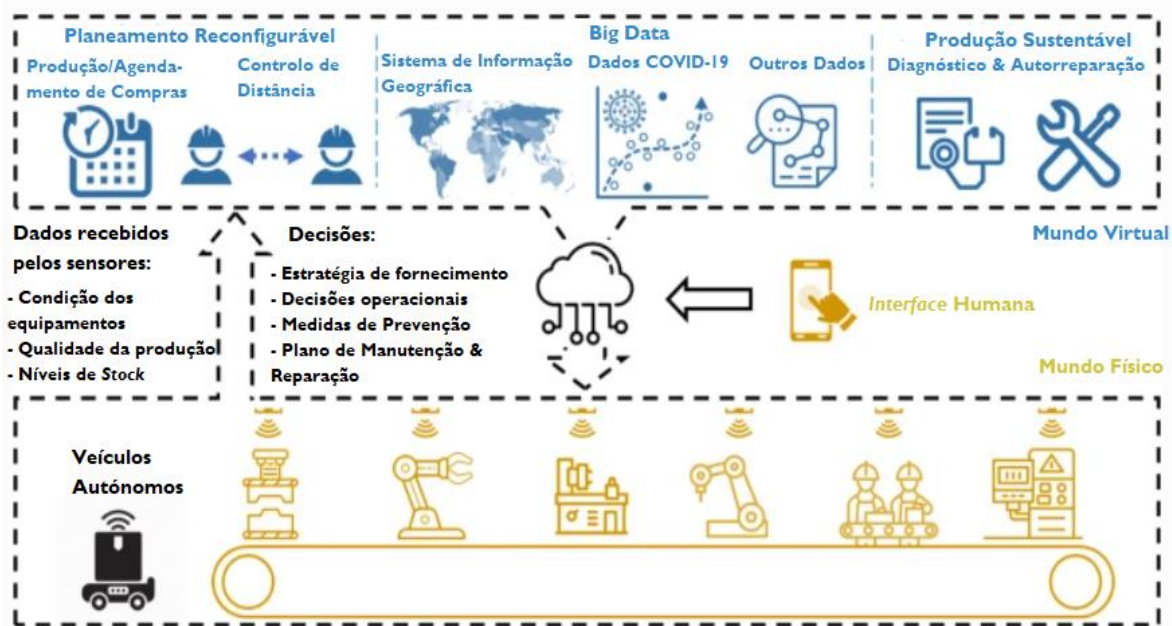 Planeamento Reconfigurável
Produção/Agenda-
mento de Compras
Controlo de
Distância
Big Data
Sistema de Informação
Geográfica
Dados COVID-19
Outros Dados
Produção Sustentável
Diagnóstico & Autorreparação
Dados recebidos
pelos sensores:
- Condição dos
equipamentos
- Qualidade da produção
- Níveis de Stock
Decisões:
- Estratégia de fornecimento
- Decisões operacionais
- Medidas de Prevenção
- Plano de Manutenção &
Reparação
Mundo Virtual
Interface Humana
Mundo Físico
Veículos
Autónomos